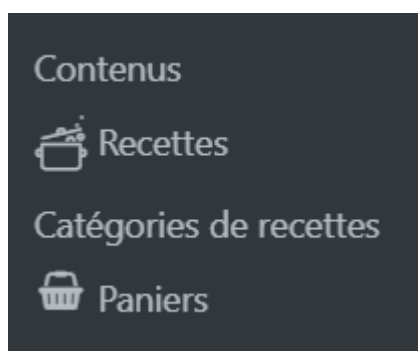 Contenus
Recettes
Catégories de recettes
Paniers